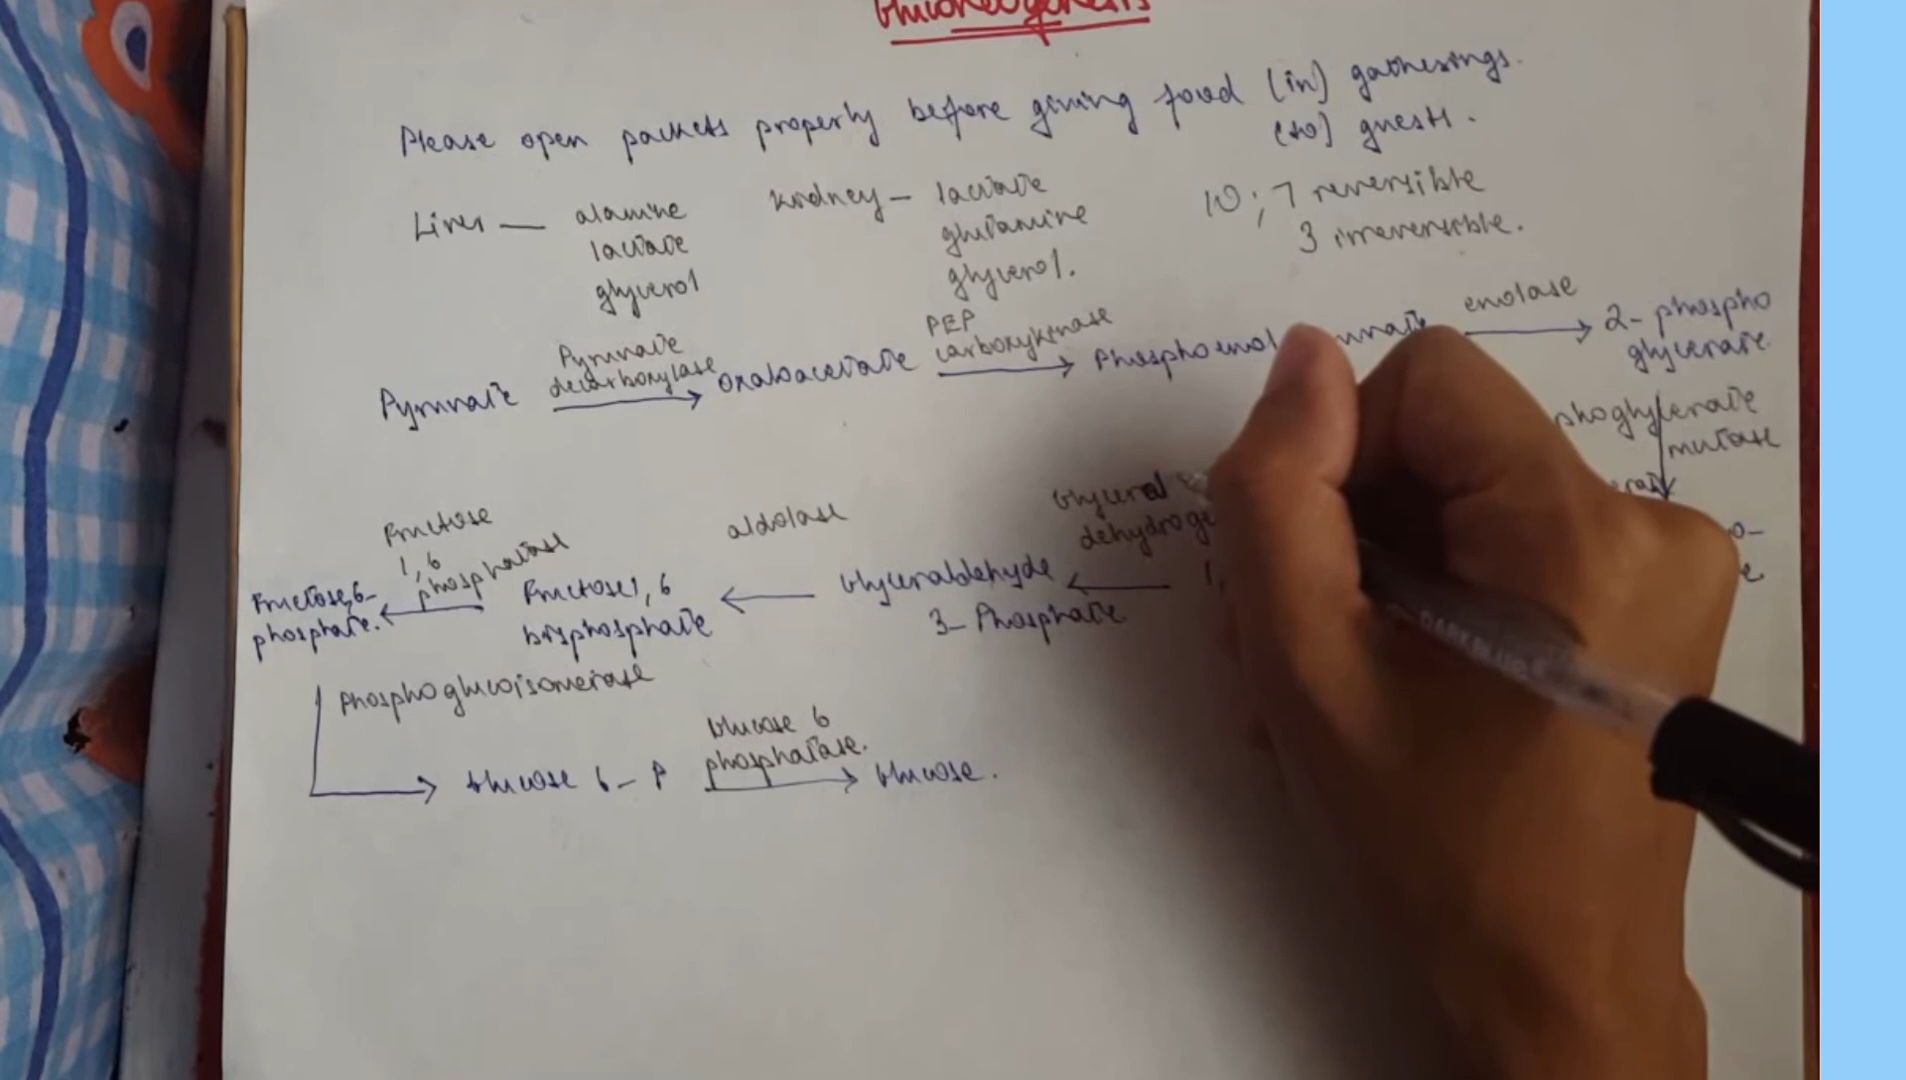 Gluconeogenesis
Please open packets properly before giving food (in) gatherings.
(to) guests.
Liver — alanine
lactate
glycerol
Kidney — lactate
glutamine
glycerol.
10; 7 reversible
3 irreversible.
Pyruvate
Pyruvate
decarboxylase
Oxaloacetate
PEP
carboxykinase
Phosphoenol
enolase
2- phospho
glycerate.
mutase
Glyceral
Glyceraldehyde
3- Phosphate
aldolase
Fructose 1, 6
bisphosphate
Fructose
1, 6
phosphatase
Fructose 6-
phosphate.
Phosphoglucoisomerase
Glucose 6 - P
Glucose 6
phosphatase.
Glucose.
DARKBLUE